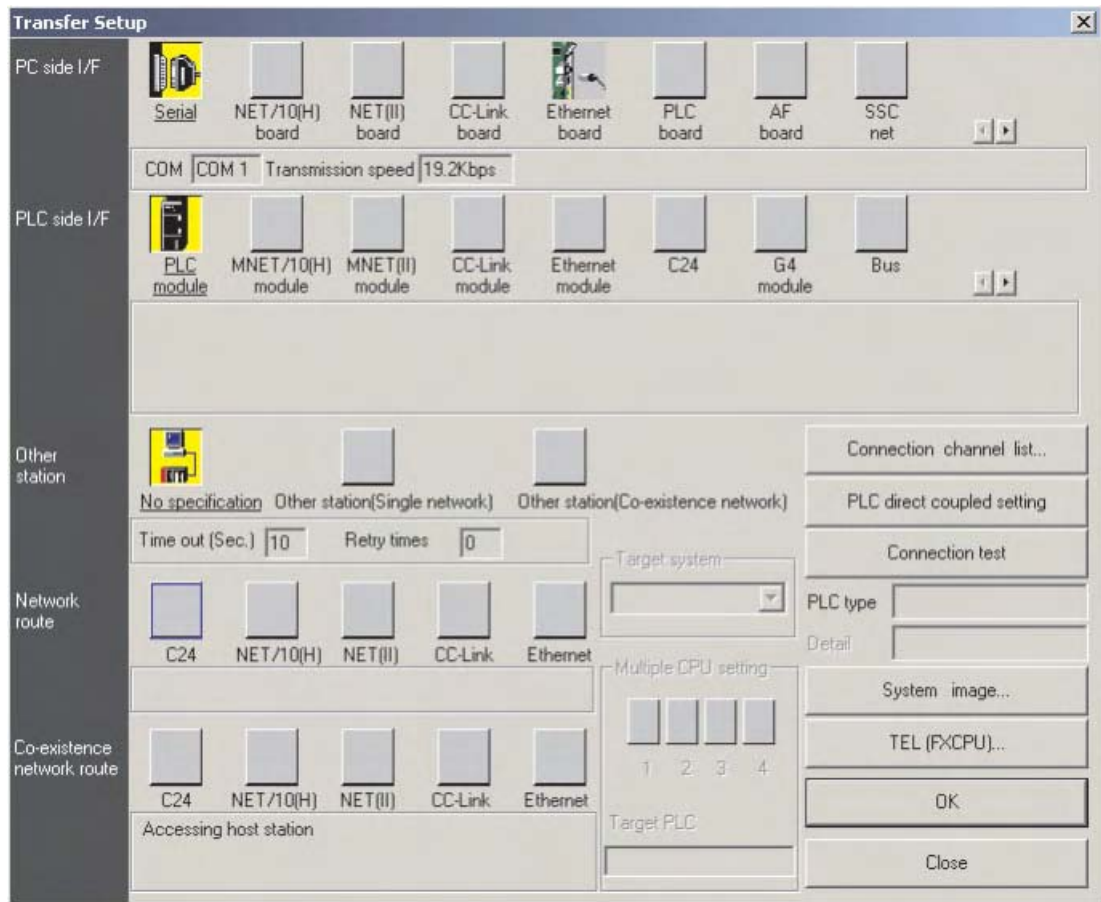 Transfer Setup
PC side I/F
Serial
NET/10(H) board
NET(II) board
CC-Link board
Ethernet board
PLC board
AF board
SSC net
COM COM 1 Transmission speed 19.2Kbps
PLC side I/F
PLC module
MNET/10(H) module
MNET(II) module
CC-Link module
Ethernet module
C24
G4 module
Bus
Other station
No specification Other station(Single network) Other station(Co-existence network)
Time out (Sec.) 10 Retry times 0
Network route
C24 NET/10(H) NET(II) CC-Link Ethernet
Co-existence network route
C24 NET/10(H) NET(II) CC-Link Ethernet
Accessing host station
Target system
Multiple CPU setting
1 2 3 4
Target PLC
Connection channel list...
PLC direct coupled setting
Connection test
PLC type
Detail
System image...
TEL (FXCPU)...
OK
Close